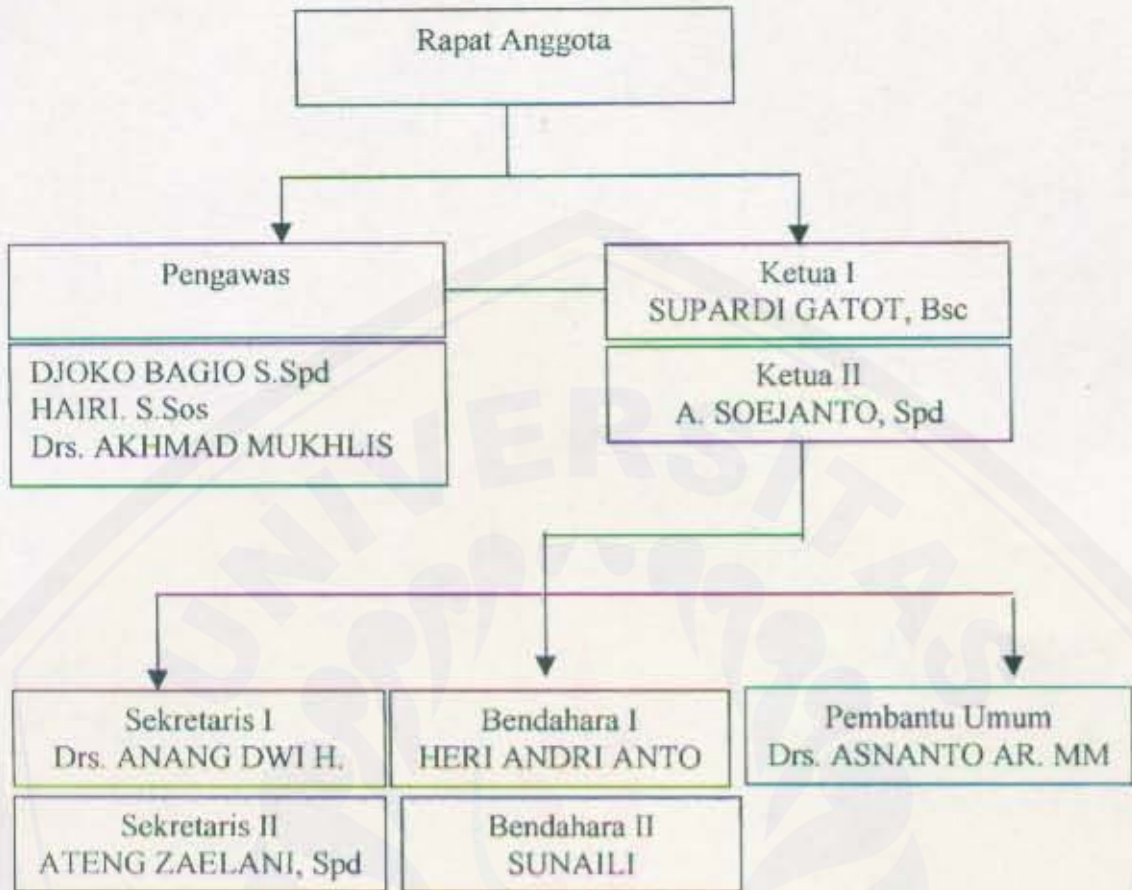 Rapat Anggota
Pengawas
DJOKO BAGIO S.Spd
HAIRI. S.Sos
Drs. AKHMAD MUKHLIS
Ketua I
SUPARDI GATOT, Bsc
Ketua II
A. SOEJANTO, Spd
Sekretaris I
Drs. ANANG DWI H.
Sekretaris II
ATENG ZAELANI, Spd
Bendahara I
HERI ANDRI ANTO
Bendahara II
SUNAILI
Pembantu Umum
Drs. ASNANTO AR. MM
UNIVERSITAS